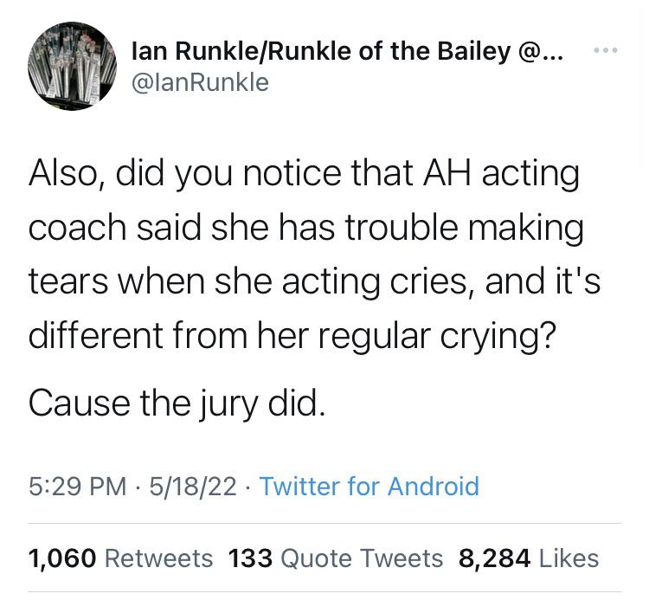 Ian Runkle/Runkle of the Bailey @...
@IanRunkle
Also, did you notice that AH acting
coach said she has trouble making
tears when she acting cries, and it's
different from her regular crying?
Cause the jury did.
5:29 PM · 5/18/22 · Twitter for Android
1,060 Retweets 133 Quote Tweets 8,284 Likes